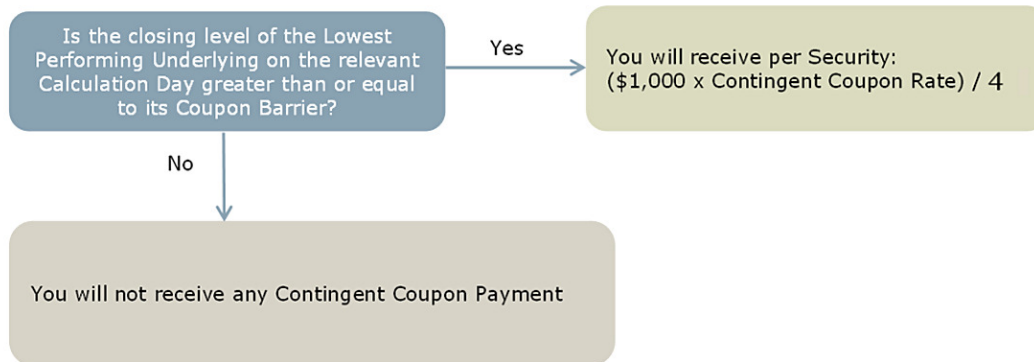 Is the closing level of the Lowest
Performing Underlying on the relevant
Calculation Day greater than or equal
to its Coupon Barrier?
Yes
You will receive per Security:
($1,000 x Contingent Coupon Rate) / 4
No
You will not receive any Contingent Coupon Payment